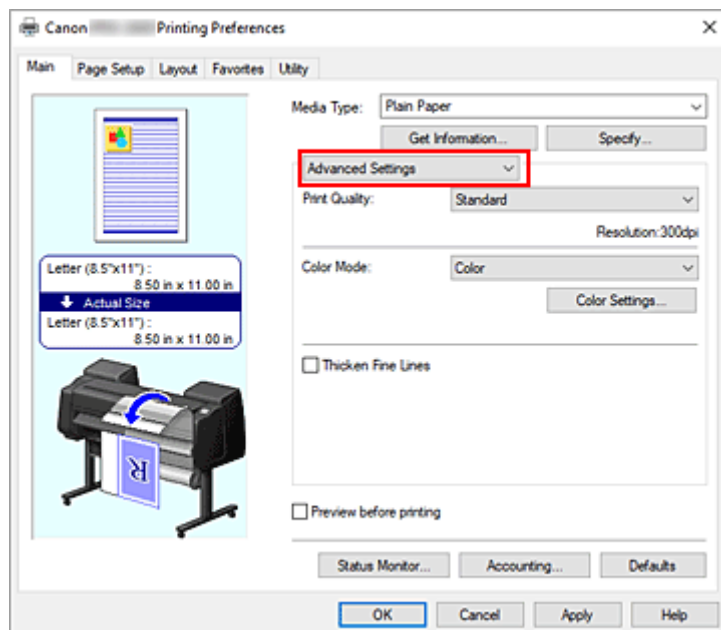 Canon Printing Preferences
Main Page Setup Layout Favorites Utility
Media Type: Plain Paper
Get Information... Specify...
Advanced Settings
Print Quality: Standard
Resolution:300dpi
Color Mode: Color
Color Settings...
Thicken Fine Lines
Preview before printing
Status Monitor... Accounting... Defaults
OK Cancel Apply Help
Letter (8.5"x11") :
8.50 in x 11.00 in
Actual Size
Letter (8.5"x11") :
8.50 in x 11.00 in
R